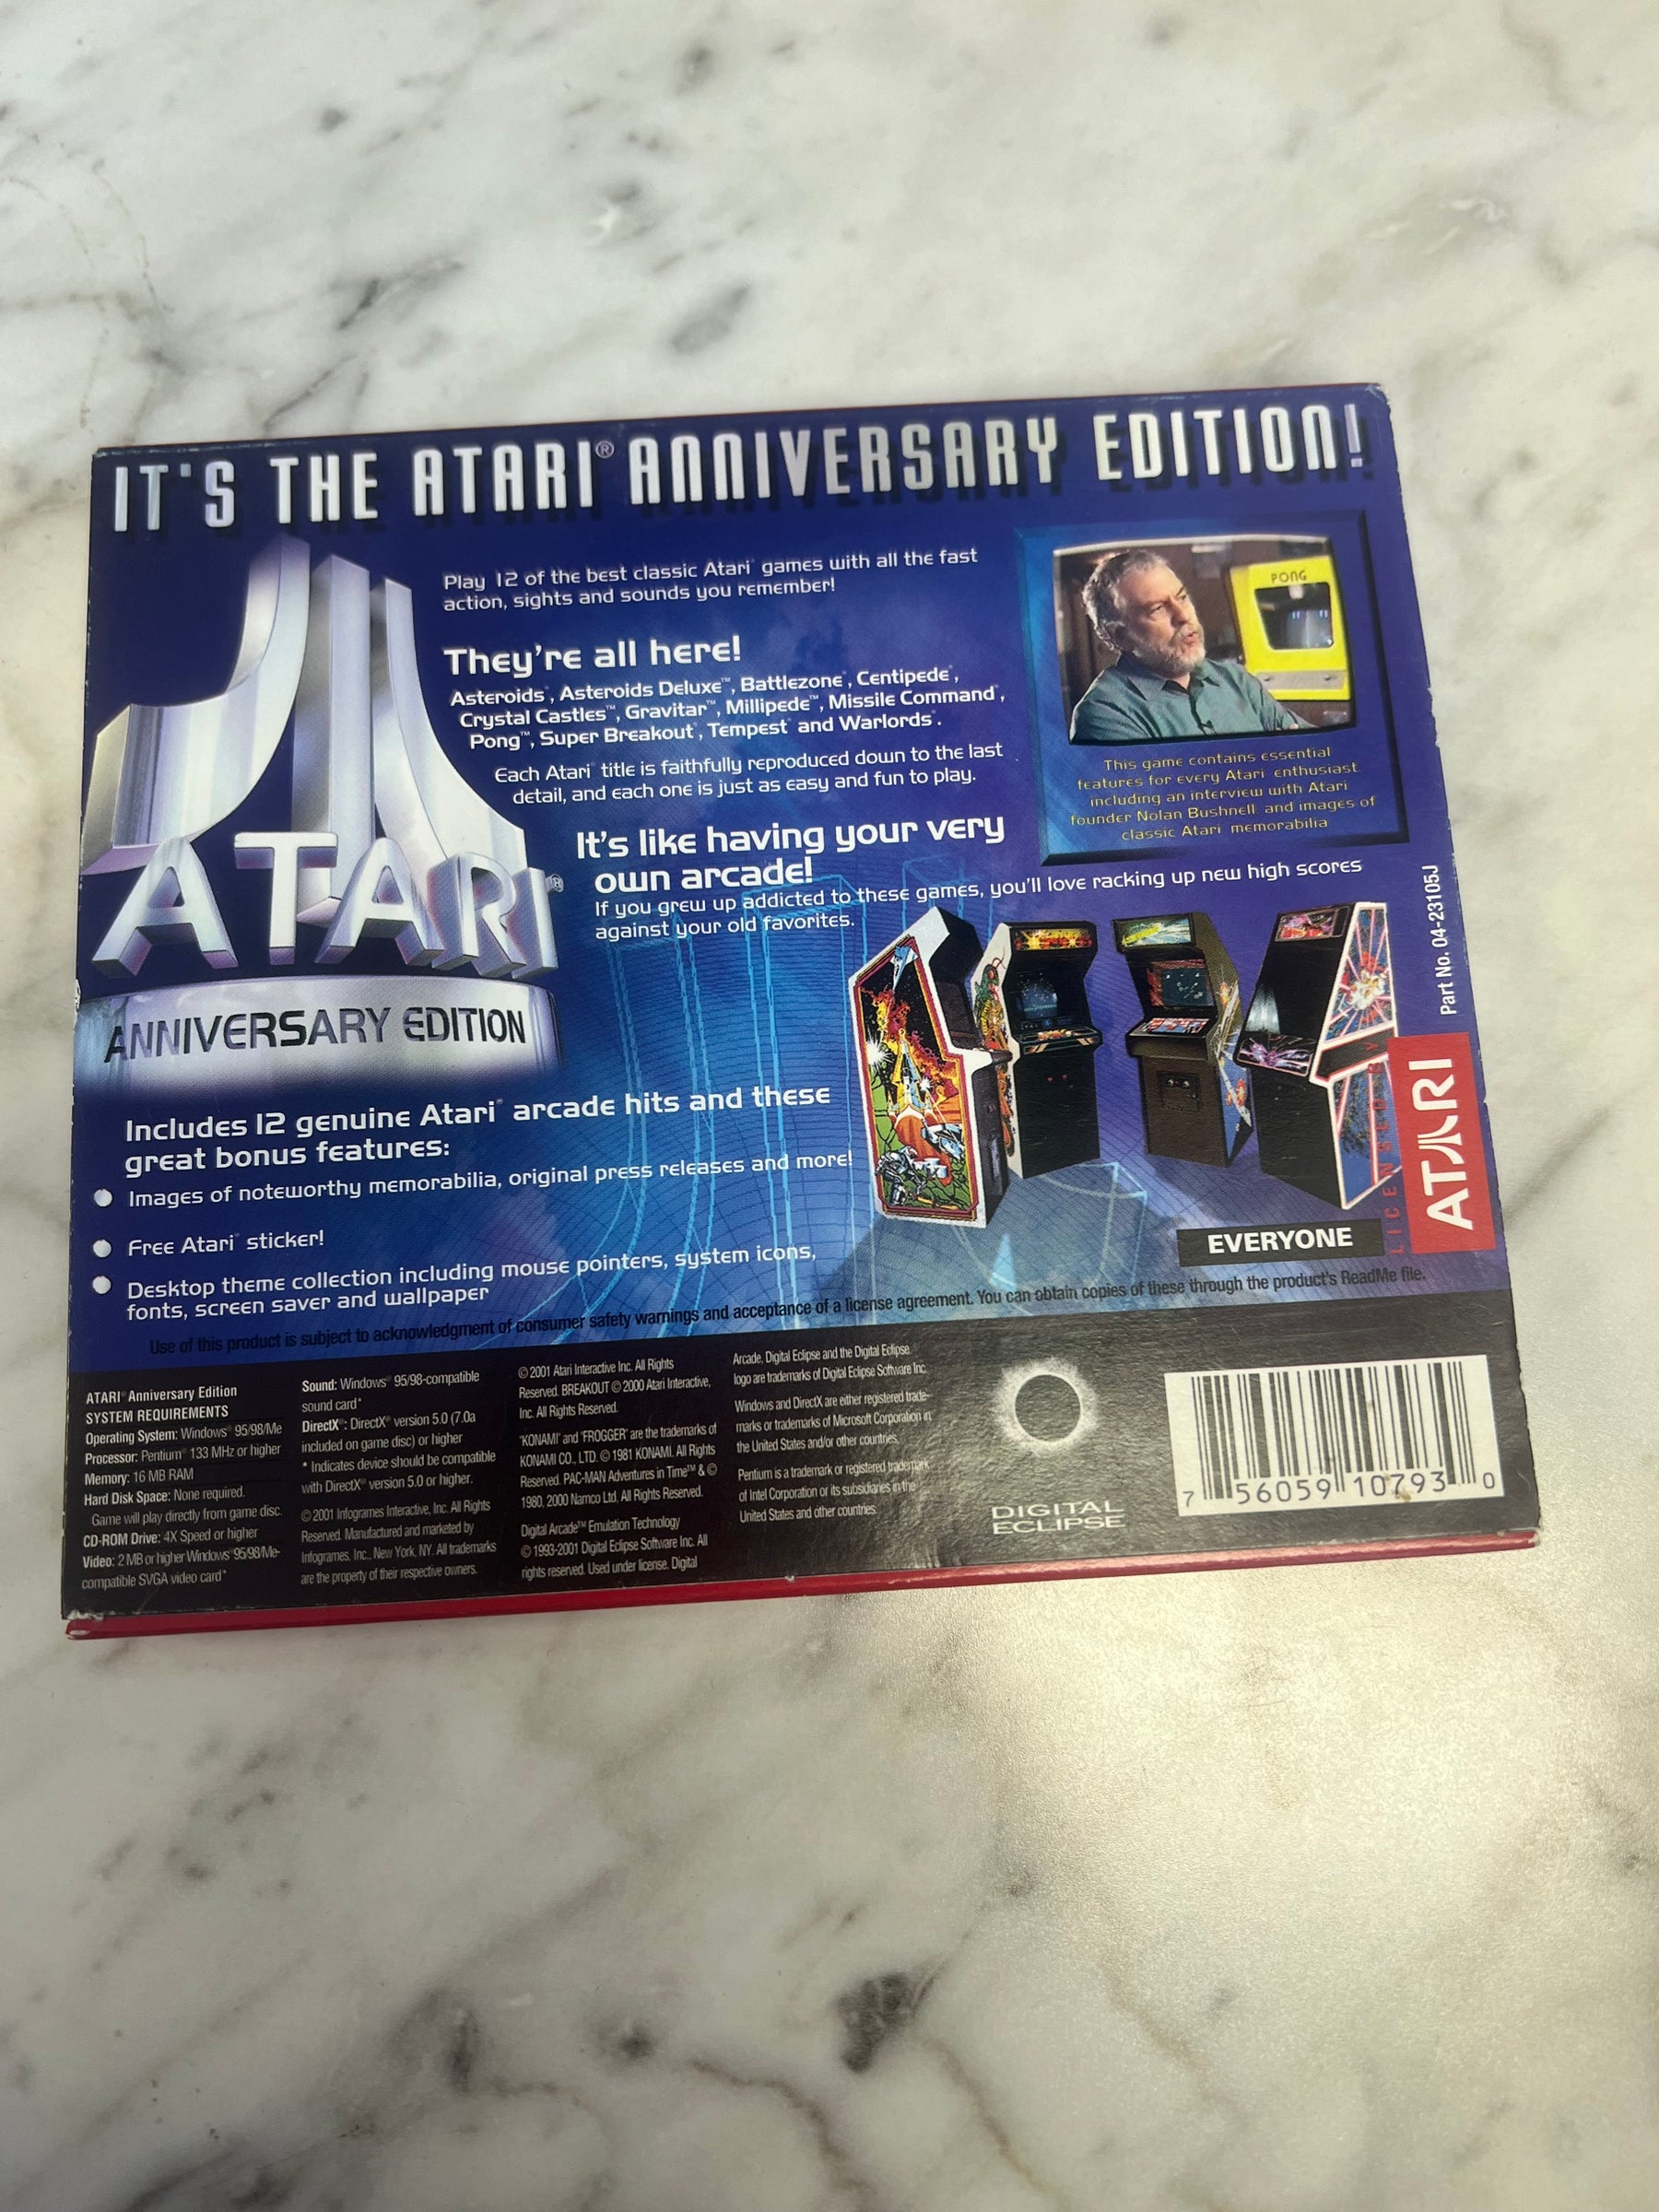 IT'S THE ATARI® ANNIVERSARY EDITION!
Play 12 of the best classic Atari® games with all the fast
action, sights and sounds you remember!
They're all here!
Asteroids®, Asteroids Deluxe™, Battlezone®, Centipede®,
Crystal Castles™, Gravitar™, Millipede™, Missile Command®,
Pong™, Super Breakout®, Tempest® and Warlords®.
Each Atari® title is faithfully reproduced down to the last
detail, and each one is just as easy and fun to play.
It's like having your very
own arcade!
If you grew up addicted to these games, you'll love racking up new high scores
against your old favorites.
PONG
This game contains essential
features for every Atari® enthusiast
including an interview with Atari®
founder Nolan Bushnell and images of
classic Atari® memorabilia
ATARI®
ANNIVERSARY EDITION
Includes 12 genuine Atari® arcade hits and these
great bonus features:
Images of noteworthy memorabilia, original press releases and more!
Free Atari® sticker!
Desktop theme collection including mouse pointers, system icons,
fonts, screen saver and wallpaper
Part No. 04-23105J
LICENSED BY
ATARI
EVERYONE
Use of this product is subject to acknowledgment of consumer safety warnings and acceptance of a license agreement. You can obtain copies of these through the product's ReadMe file.
ATARI® Anniversary Edition
SYSTEM REQUIREMENTS
Operating System: Windows® 95/98/Me
Processor: Pentium® 133 MHz or higher
Memory: 16 MB RAM
Hard Disk Space: None required.
Game will play directly from game disc.
CD-ROM Drive: 4X Speed or higher
Video: 2 MB or higher Windows® 95/98/Me-
compatible SVGA video card*
Sound: Windows® 95/98-compatible
sound card*
DirectX®: DirectX® version 5.0 (7.0a
included on game disc) or higher
* Indicates device should be compatible
with DirectX® version 5.0 or higher.
© 2001 Infogrames Interactive, Inc. All Rights
Reserved. Manufactured and marketed by
Infogrames, Inc., New York, NY. All trademarks
are the property of their respective owners.
© 2001 Atari Interactive Inc. All Rights
Reserved. BREAKOUT © 2000 Atari Interactive,
Inc. All Rights Reserved.
'KONAMI' and 'FROGGER' are the trademarks of
KONAMI CO., LTD. © 1981 KONAMI. All Rights
Reserved. PAC-MAN Adventures in Time™ & ©
1980, 2000 Namco Ltd, All Rights Reserved.
Digital Arcade™ Emulation Technology
© 1993-2001 Digital Eclipse Software Inc. All
rights reserved. Used under license. Digital
Arcade, Digital Eclipse and the Digital Eclipse
logo are trademarks of Digital Eclipse Software Inc.
Windows and DirectX are either registered trade-
marks or trademarks of Microsoft Corporation in
the United States and/or other countries.
Pentium is a trademark or registered trademark
of Intel Corporation or its subsidiaries in the
United States and other countries.
DIGITAL
ECLIPSE
7 56059 10793 0